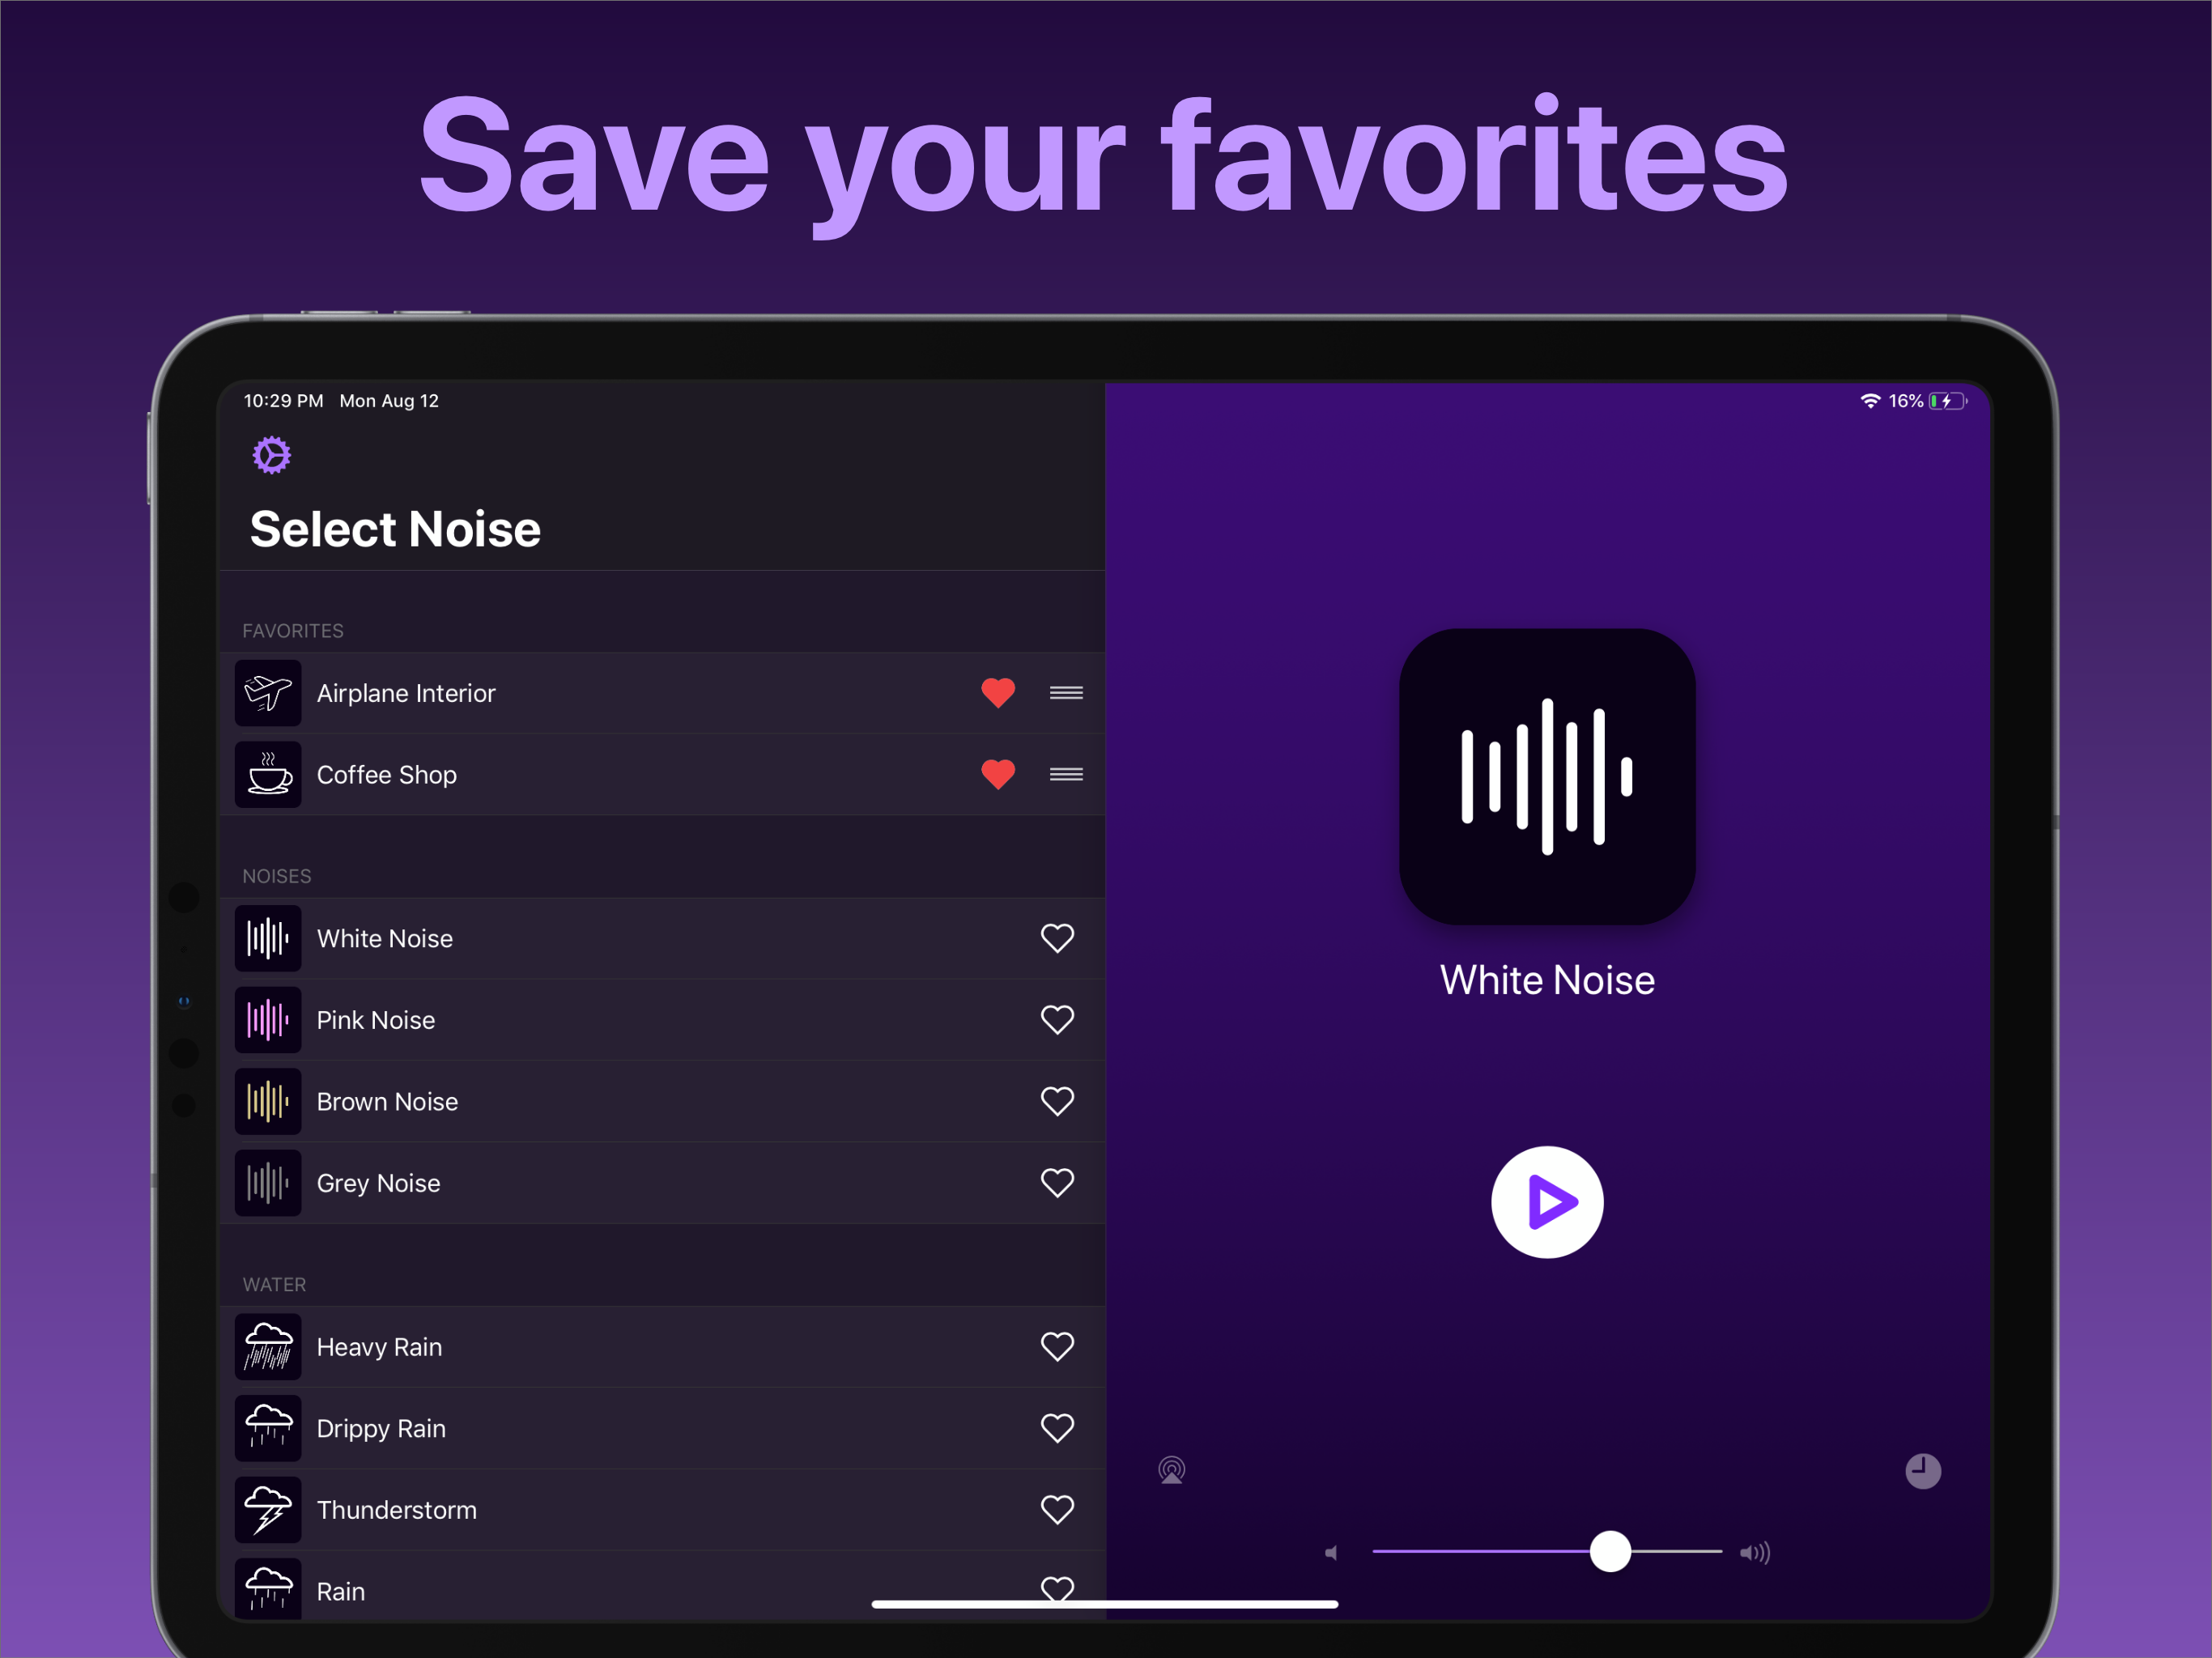 Save your favorites
10:29 PM Mon Aug 12
16%
Select Noise
FAVORITES
Airplane Interior
Coffee Shop
NOISES
White Noise
Pink Noise
Brown Noise
Grey Noise
WATER
Heavy Rain
Drippy Rain
Thunderstorm
Rain
White Noise